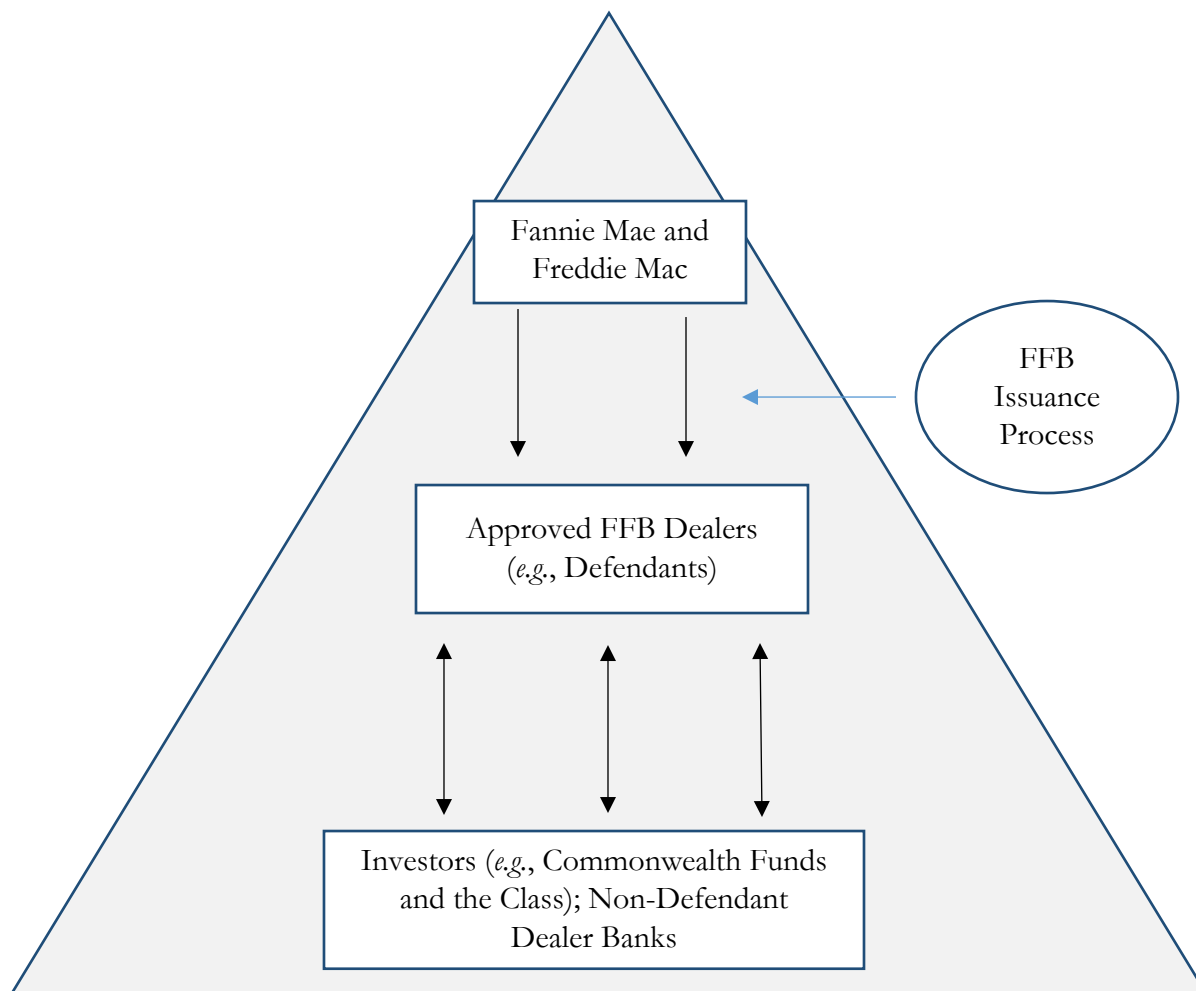 Fannie Mae and
Freddie Mac
FFB
Issuance
Process
Approved FFB Dealers
(e.g., Defendants)
Investors (e.g., Commonwealth Funds
and the Class); Non-Defendant
Dealer Banks